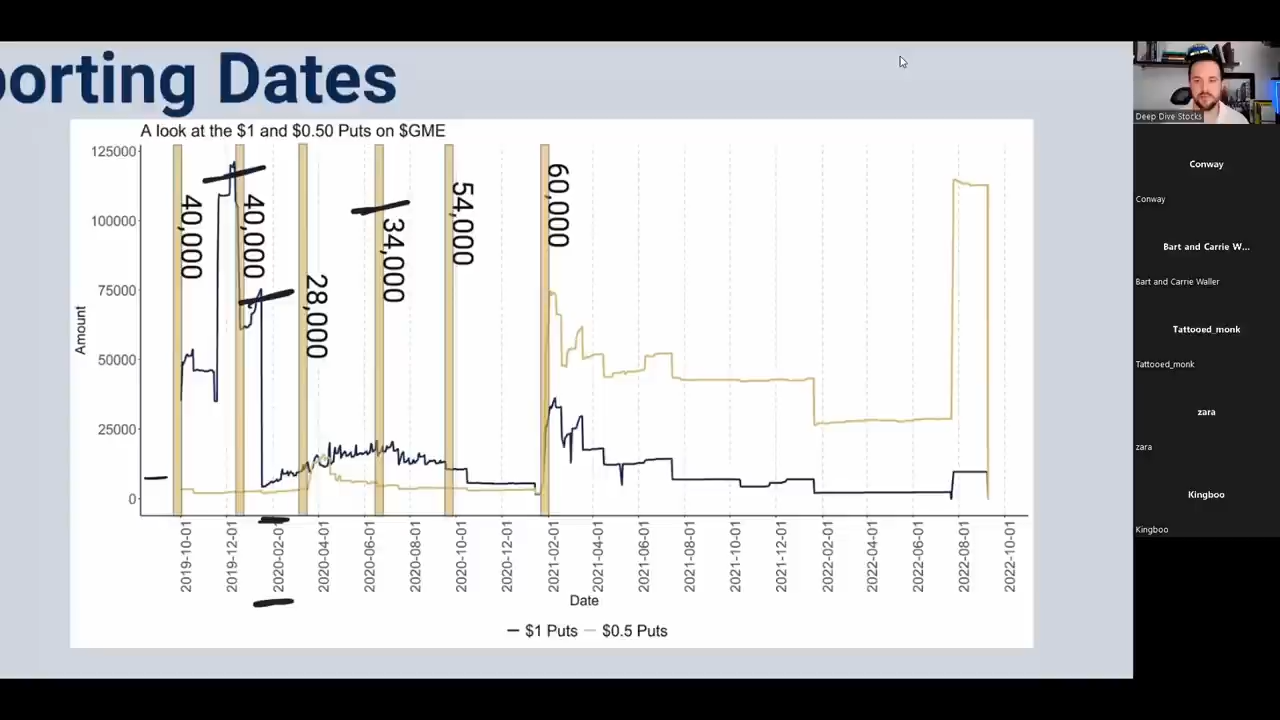 porting Dates
A look at the $1 and $0.50 Puts on $GME
125000
100000
75000
50000
25000
0
Amount
40,000
40,000
28,000
34,000
54,000
60,000
2019-10-01
2019-12-01
2020-02-01
2020-04-01
2020-06-01
2020-08-01
2020-10-01
2020-12-01
2021-02-01
2021-04-01
2021-06-01
2021-08-01
2021-10-01
2021-12-01
2022-02-01
2022-04-01
2022-06-01
2022-08-01
2022-10-01
Date
$1 Puts
$0.5 Puts
Deep Dive Stocks
Conway
Conway
Bart and Carrie W...
Bart and Carrie Waller
Tattooed_monk
Tattooed_monk
zara
zara
Kingboo
Kingboo